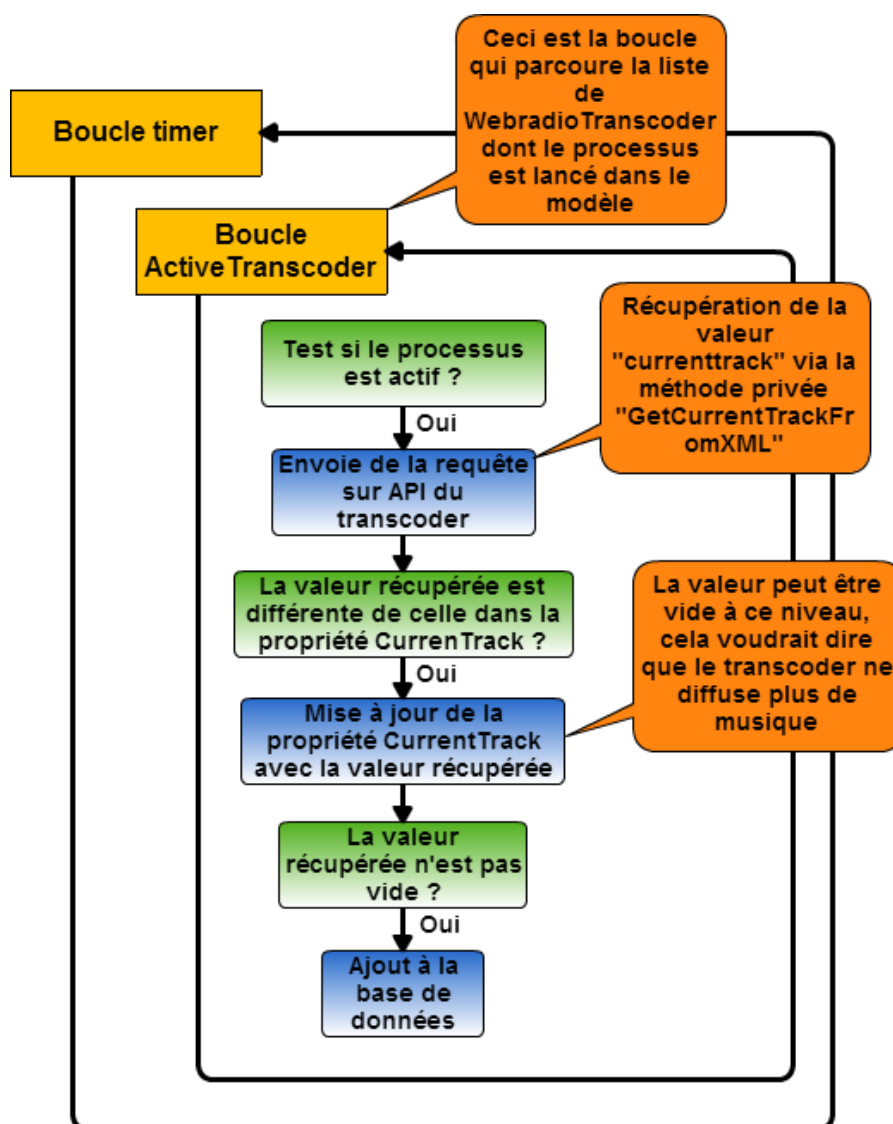 Ceci est la boucle
qui parcoure la liste
de
WebradioTranscoder
dont le processus
est lancé dans le
modèle
Boucle timer
Boucle
ActiveTranscoder
Récupération de la
valeur
"currenttrack" via la
méthode privée
"GetCurrentTrackFr
omXML"
Test si le processus
est actif ?
Oui
Envoie de la requête
sur API du
transcoder
La valeur récupérée est
différente de celle dans la
propriété CurrenTrack ?
La valeur peut être
vide à ce niveau,
cela voudrait dire
que le transcoder ne
diffuse plus de
musique
Oui
Mise à jour de la
propriété CurrentTrack
avec la valeur récupérée
La valeur
récupérée n'est pas
vide ?
Oui
Ajout à la
base de
données